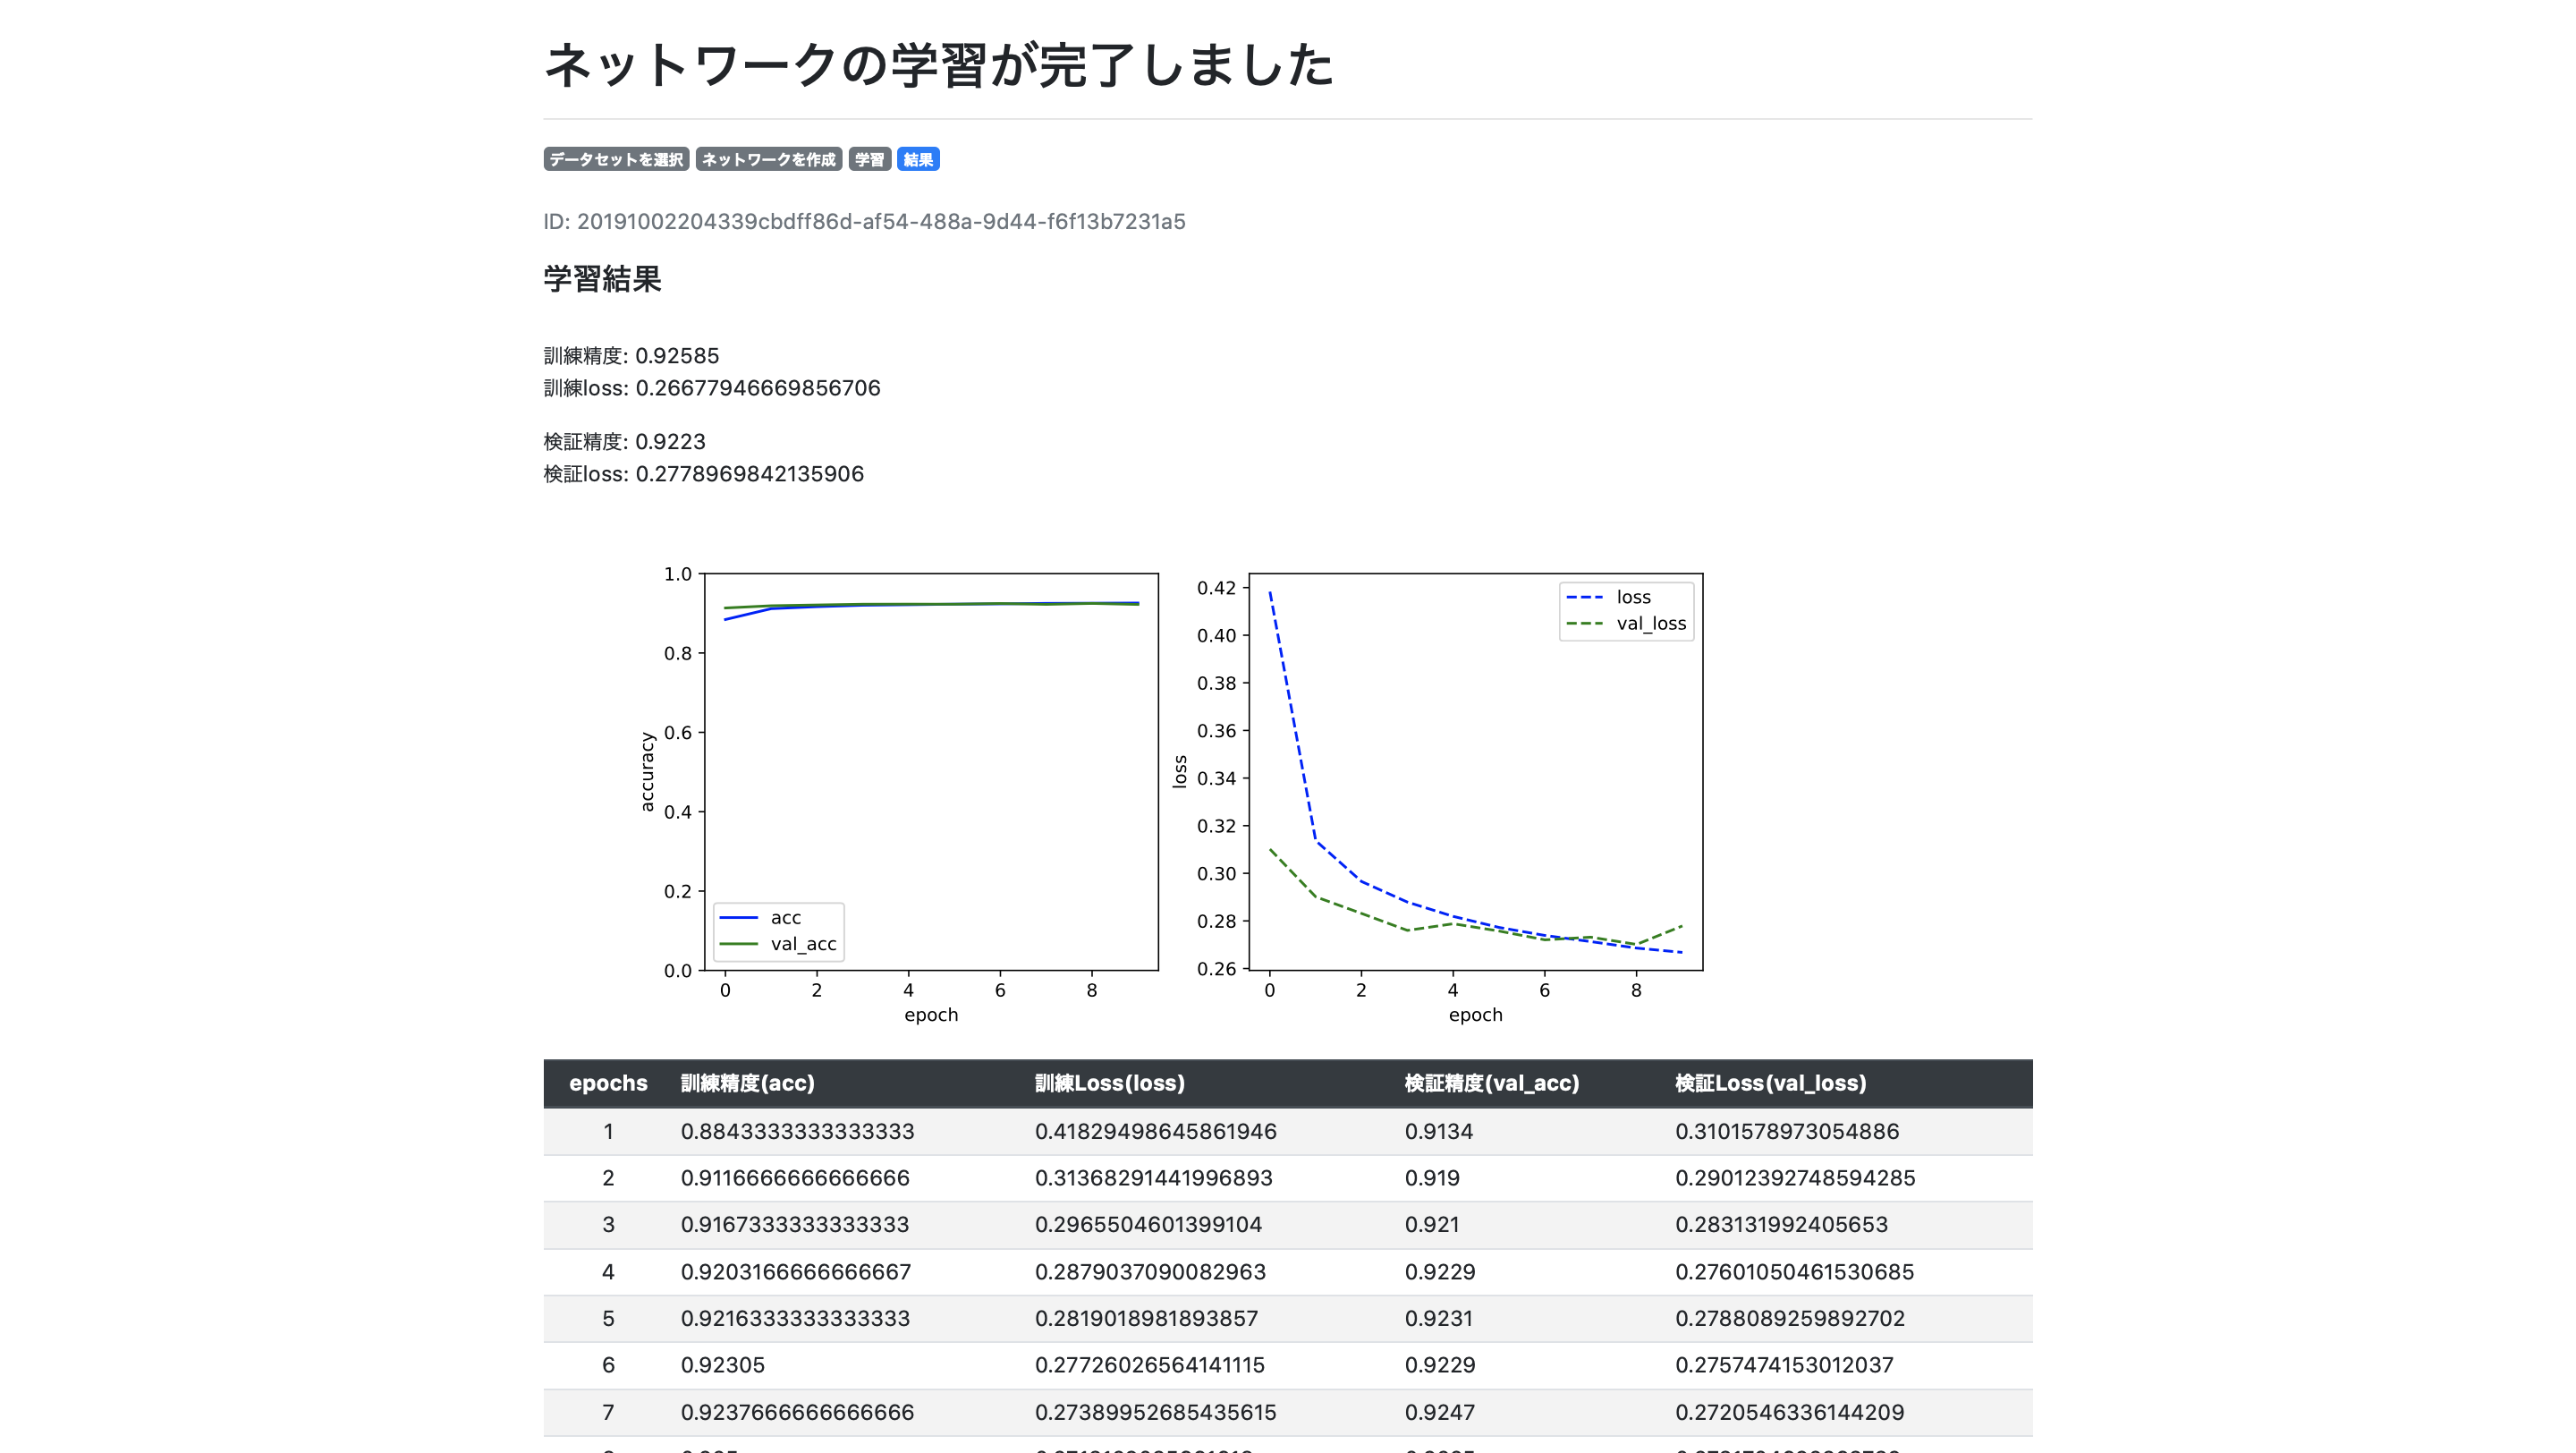 ネットワークの学習が完了しました
データセットを選択 ネットワークを作成 学習 結果
ID: 20191002204339cbdff86d-af54-488a-9d44-f6f13b7231a5
学習結果
訓練精度: 0.92585
訓練loss: 0.26677946669856706
検証精度: 0.9223
検証loss: 0.2778969842135906
1.0
0.8
0.6
0.4
0.2
0.0
accuracy
acc
val_acc
0 2 4 6 8
epoch
0.42
0.40
0.38
0.36
0.34
0.32
0.30
0.28
0.26
loss
loss
val_loss
0 2 4 6 8
epoch
epochs 訓練精度(acc) 訓練Loss(loss) 検証精度(val_acc) 検証Loss(val_loss)
1 0.8843333333333333 0.41829498645861946 0.9134 0.3101578973054886
2 0.9116666666666666 0.31368291441996893 0.919 0.29012392748594285
3 0.9167333333333333 0.2965504601399104 0.921 0.283131992405653
4 0.9203166666666667 0.2879037090082963 0.9229 0.27601050461530685
5 0.9216333333333333 0.2819018981893857 0.9231 0.2788089259892702
6 0.92305 0.27726026564141115 0.9229 0.2757474153012037
7 0.9237666666666666 0.27389952685435615 0.9247 0.2720546336144209